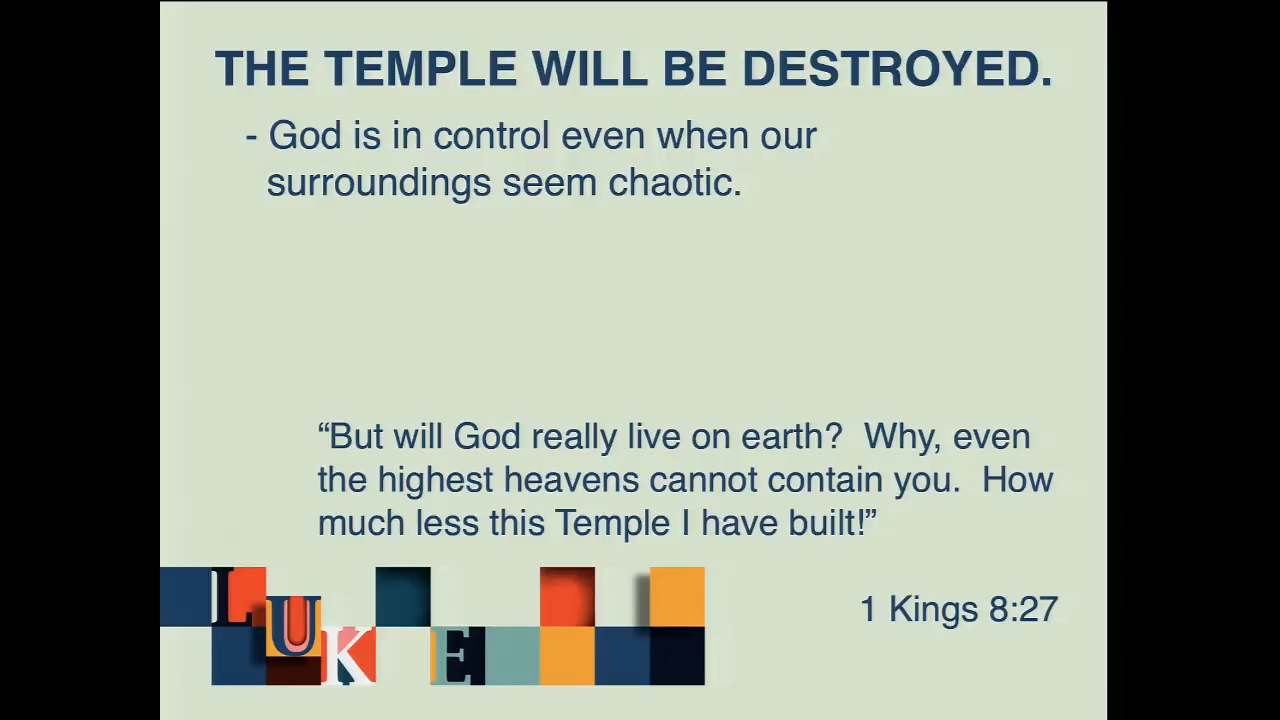 THE TEMPLE WILL BE DESTROYED.
- God is in control even when our
surroundings seem chaotic.
“But will God really live on earth?  Why, even
the highest heavens cannot contain you.  How
much less this Temple I have built!”
1 Kings 8:27
LUKE